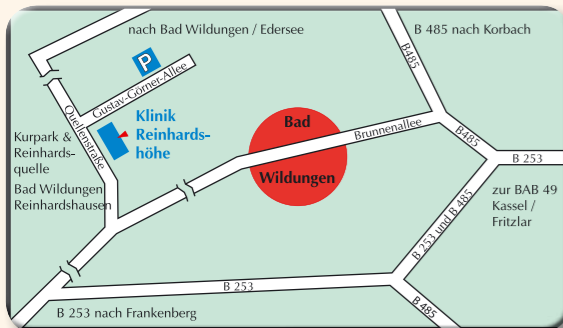 nach Bad Wildungen / Edersee
B 485 nach Korbach
B485
P
Gustav-Görner-Allee
Quellenstraße
Klinik
Reinhards-
höhe
Bad
Wildungen
Brunnenallee
B485
B 253
Kurpark &
Reinhards-
quelle
Bad Wildungen
Reinhardshausen
zur BAB 49
Kassel /
Fritzlar
B 253 und B 485
B 253
B 253 nach Frankenberg
B 485